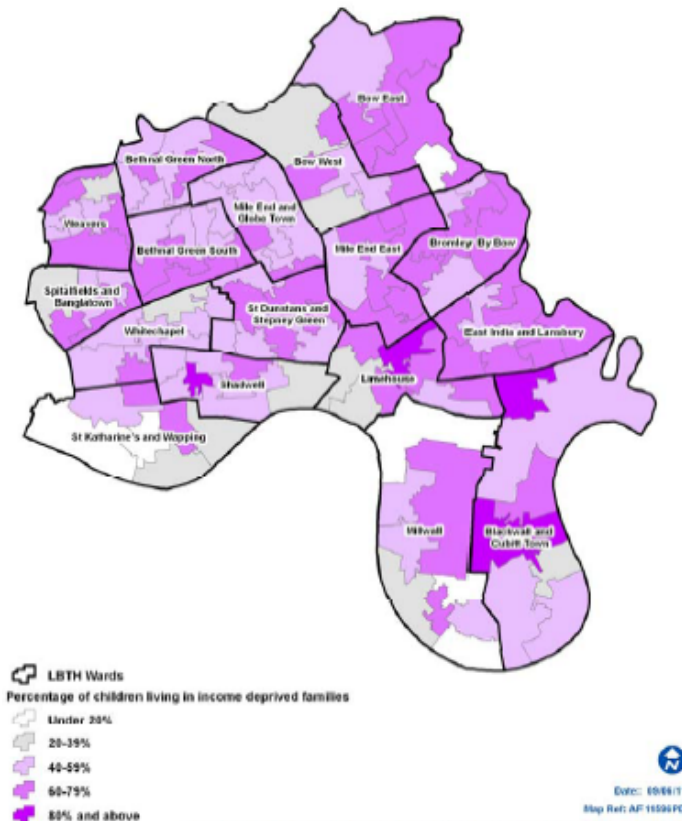 Bow East
Bethnal Green North
Bow West
Mile End and
Globe Town
Weavers
Bethnal Green South
Mile End East
Bromley By Bow
Spitalfields and
Banglatown
St Dunstans and
Stepney Green
Whitechapel
East India and Lansbury
Shadwell
Limehouse
St Katharine's and Wapping
Millwall
Blackwall and
Cubitt Town
LBTH Wards
Percentage of children living in income deprived families
Under 20%
20-39%
40-59%
60-79%
80% and above
N
Date:
Map Ref: